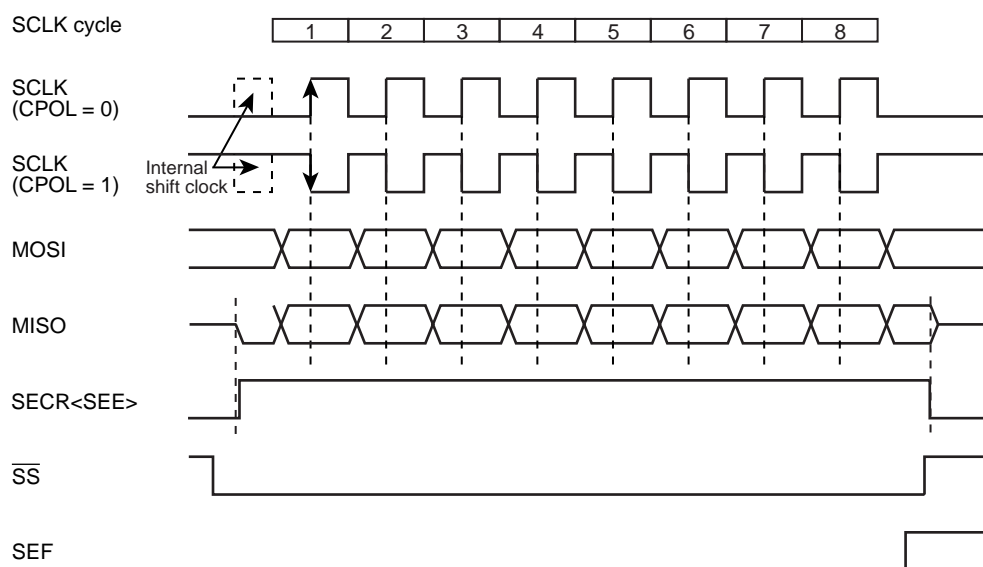 SCLK cycle
1 2 3 4 5 6 7 8
SCLK
(CPOL = 0)
Internal
shift clock
SCLK
(CPOL = 1)
MOSI
MISO
SECR<SEE>
SS
SEF